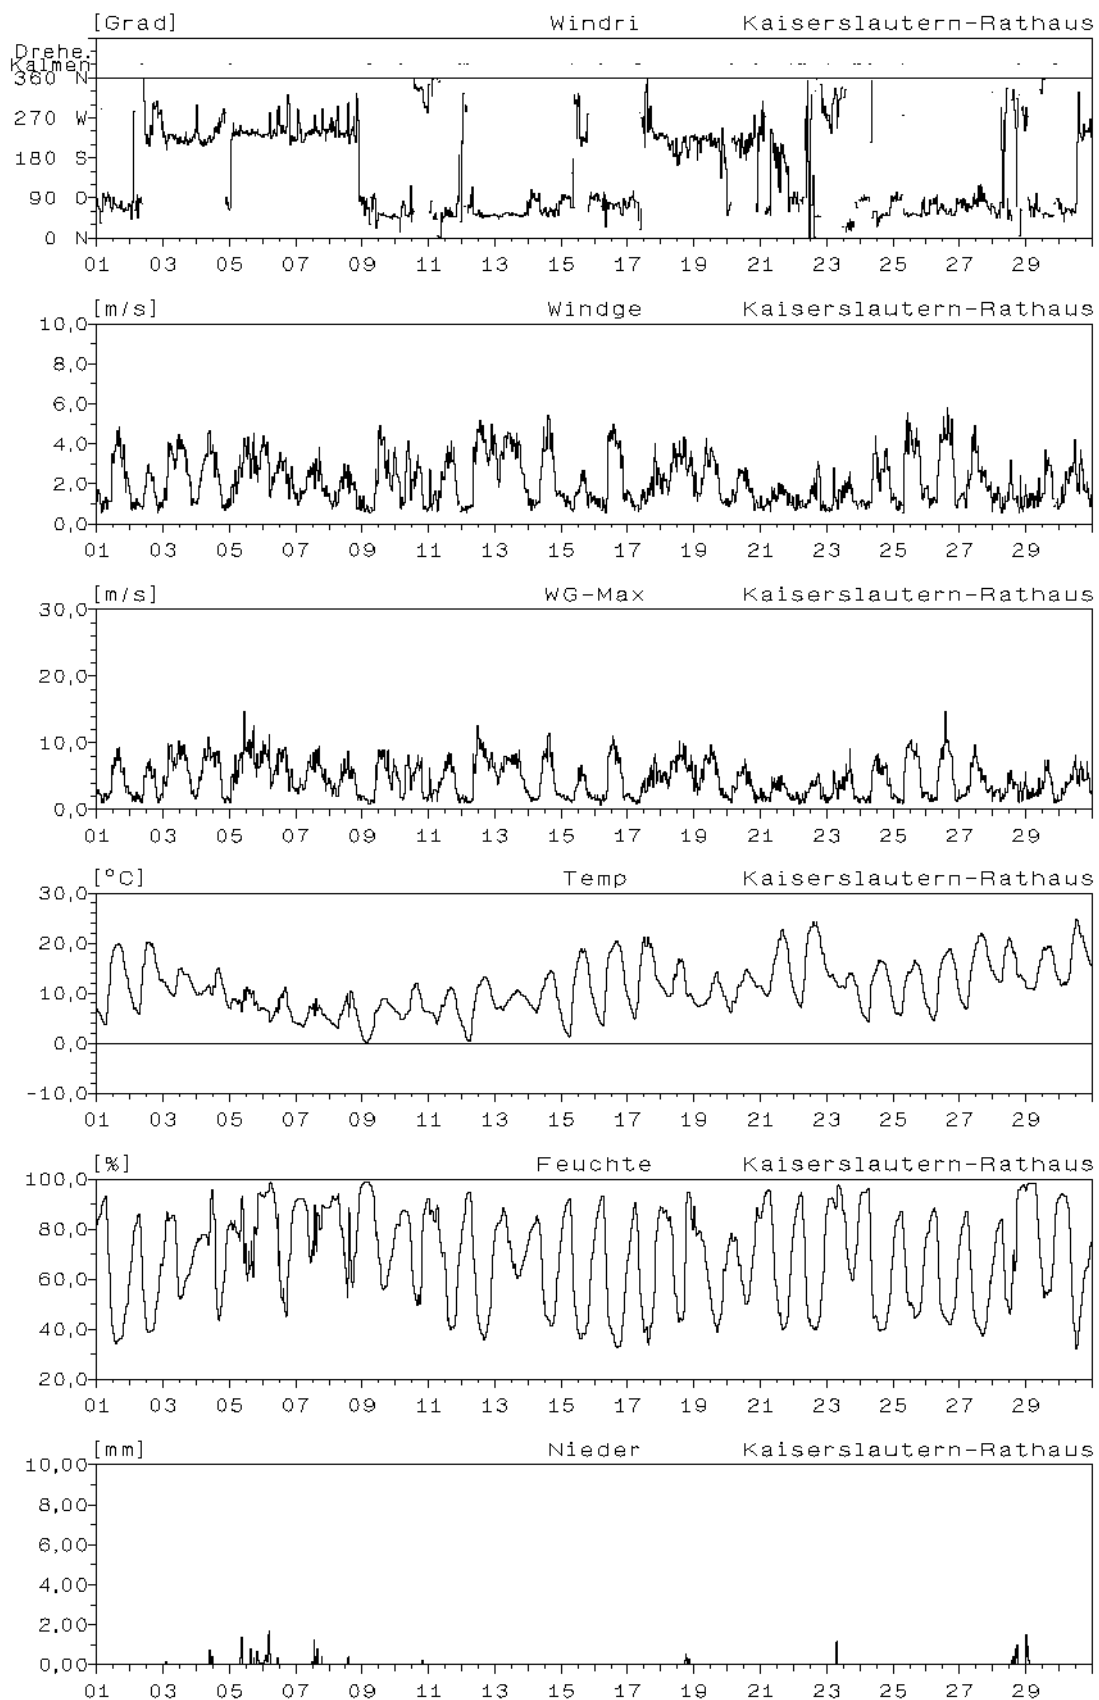 [Grad] Windri Kaiserslautern-Rathaus
Drehe.
Kalmen
360 N
270 W
180 S
90 O
0 N
01 03 05 07 09 11 13 15 17 19 21 23 25 27 29
[m/s] Windge Kaiserslautern-Rathaus
10,0
8,0
6,0
4,0
2,0
0,0
01 03 05 07 09 11 13 15 17 19 21 23 25 27 29
[m/s] WG-Max Kaiserslautern-Rathaus
30,0
20,0
10,0
0,0
01 03 05 07 09 11 13 15 17 19 21 23 25 27 29
[°C] Temp Kaiserslautern-Rathaus
30,0
20,0
10,0
0,0
-10,0
01 03 05 07 09 11 13 15 17 19 21 23 25 27 29
[%] Feuchte Kaiserslautern-Rathaus
100,0
80,0
60,0
40,0
20,0
01 03 05 07 09 11 13 15 17 19 21 23 25 27 29
[mm] Nieder Kaiserslautern-Rathaus
10,00
8,00
6,00
4,00
2,00
0,00
01 03 05 07 09 11 13 15 17 19 21 23 25 27 29